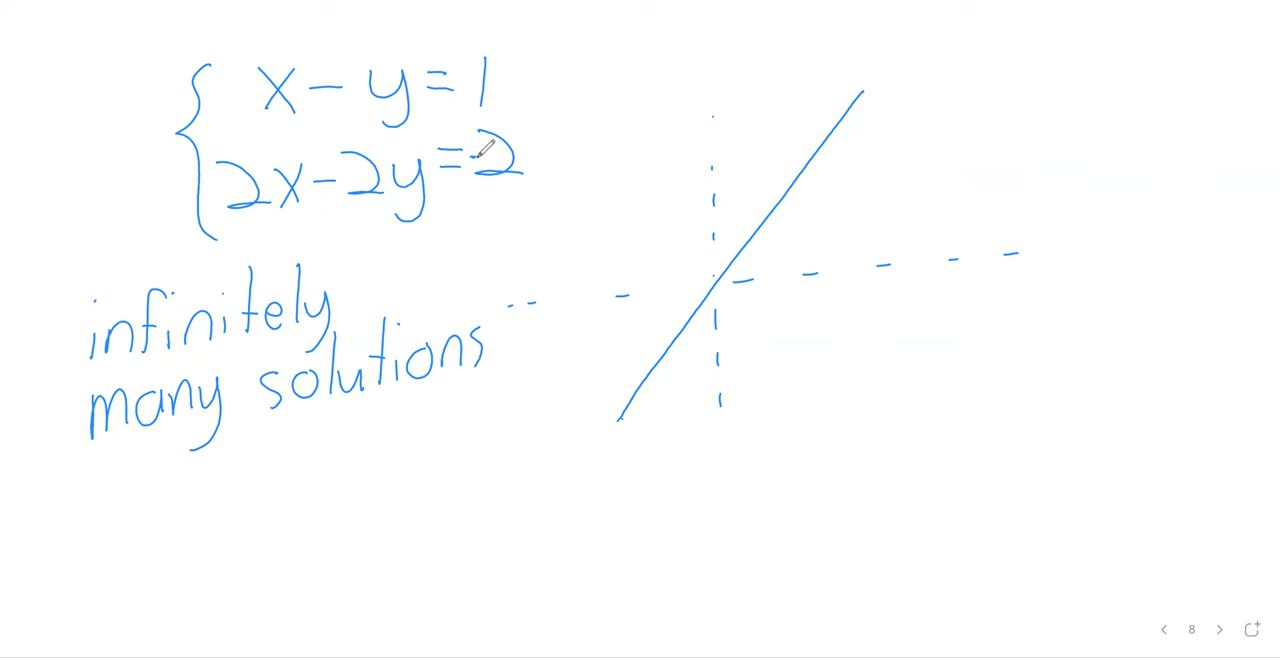 x - y = 1
2x - 2y = 2
infinitely
many solutions
8